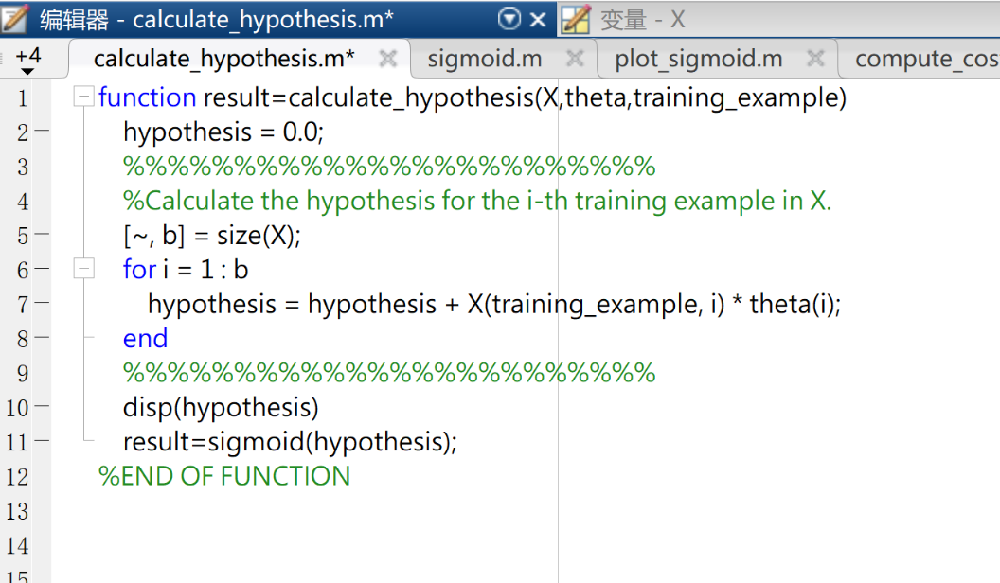 编辑器 - calculate_hypothesis.m* 变量 - X
+4 calculate_hypothesis.m* sigmoid.m plot_sigmoid.m compute_cos
1 function result=calculate_hypothesis(X,theta,training_example)
2 hypothesis = 0.0;
3 %%%%%%%%%%%%%%%%%%%%%%%%
4 %Calculate the hypothesis for the i-th training example in X.
5 [~, b] = size(X);
6 for i = 1 : b
7 hypothesis = hypothesis + X(training_example, i) * theta(i);
8 end
9 %%%%%%%%%%%%%%%%%%%%%%%%
10 disp(hypothesis)
11 result=sigmoid(hypothesis);
12 %END OF FUNCTION
13
14
15